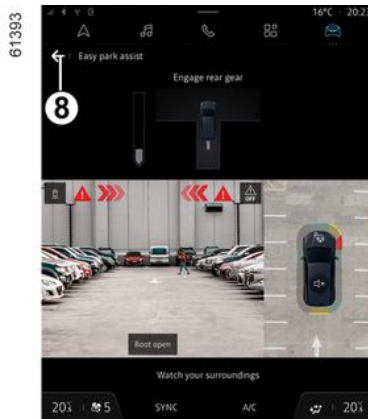 61393
16°C · 20:23
Easy park assist
8
Engage rear gear
OFF
Boot open
Watch your surroundings
20 5 SYNC A/C 20